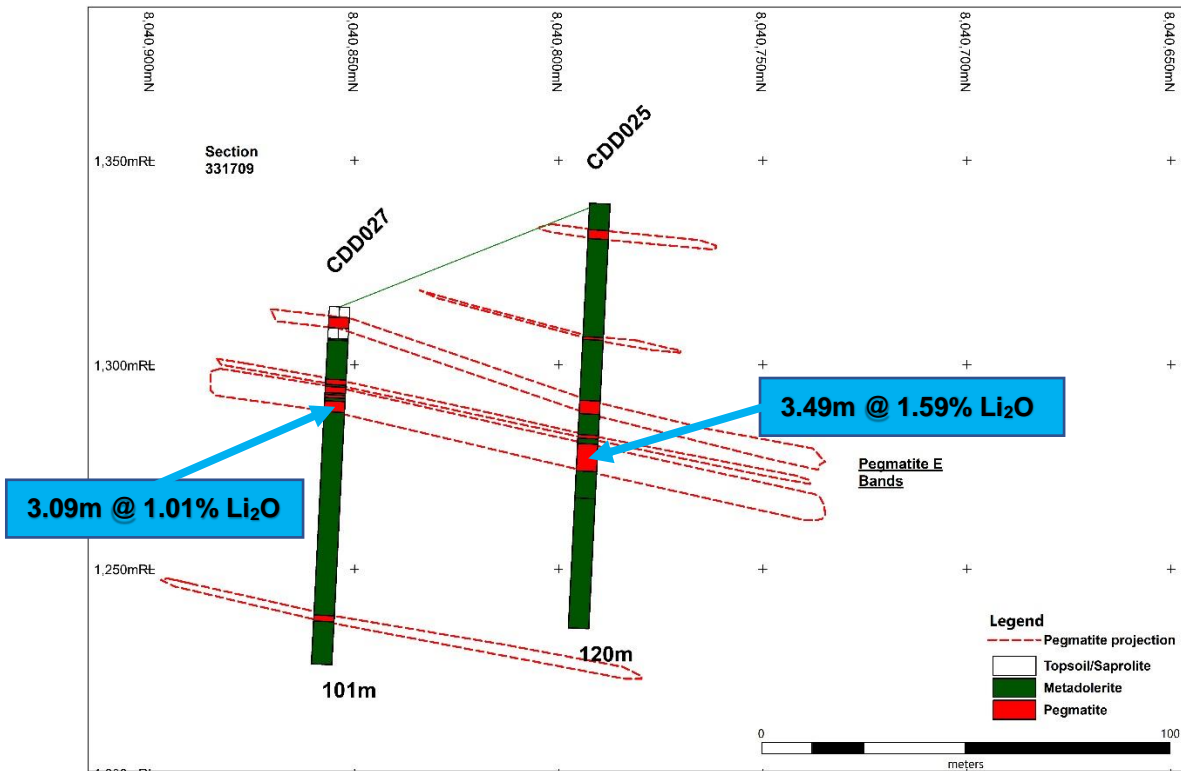 8,040,900mN
8,040,850mN
8,040,800mN
8,040,750mN
8,040,700mN
8,040,650mN
CDD025
1,350mRL
Section
331709
CDD027
1,300mRL
3.49m @ 1.59% Li₂O
Pegmatite E
Bands
3.09m @ 1.01% Li₂O
1,250mRL
Legend
Pegmatite projection
Topsoil/Saprolite
Metadolerite
Pegmatite
120m
101m
0
100
meters